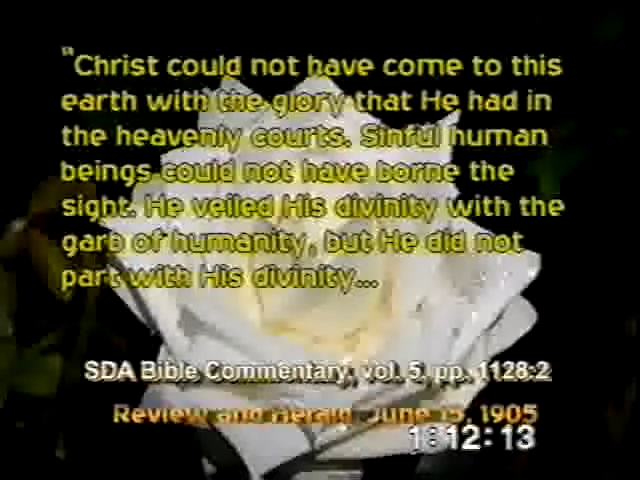 "Christ could not have come to this
earth with the glory that He had in
the heavenly courts. Sinful human
beings could not have borne the
sight. He veiled His divinity with the
garb of humanity, but He did not
part with His divinity...
SDA Bible Commentary, vol. 5, pp. 1128:2
Review and Herald, June 15, 1905
12:13